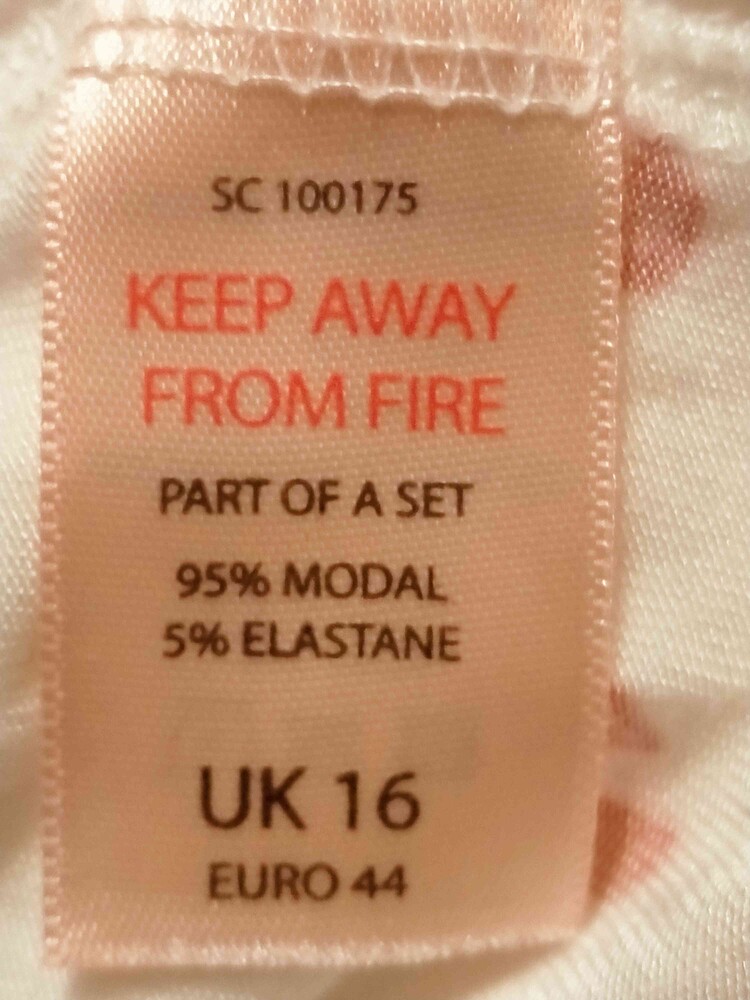 SC 100175
KEEP AWAY
FROM FIRE
PART OF A SET
95% MODAL
5% ELASTANE
UK 16
EURO 44